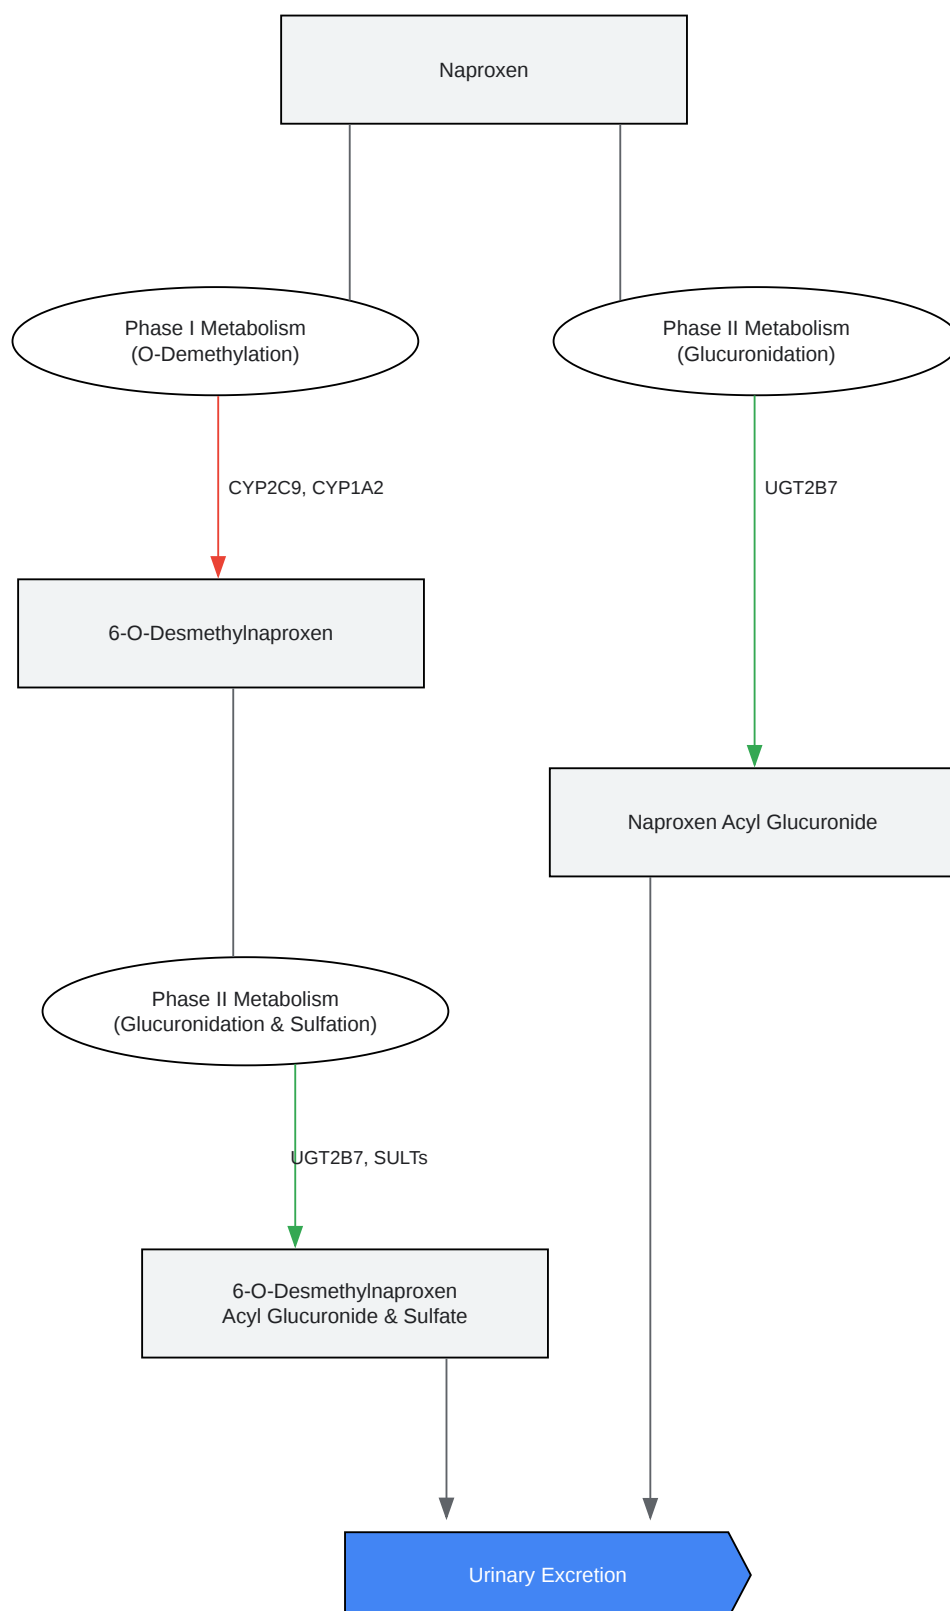 Naproxen
Phase I Metabolism
(O-Demethylation)
Phase II Metabolism
(Glucuronidation)
CYP2C9, CYP1A2
UGT2B7
6-O-Desmethylnaproxen
Naproxen Acyl Glucuronide
Phase II Metabolism
(Glucuronidation & Sulfation)
UGT2B7, SULTs
6-O-Desmethylnaproxen
Acyl Glucuronide & Sulfate
Urinary Excretion